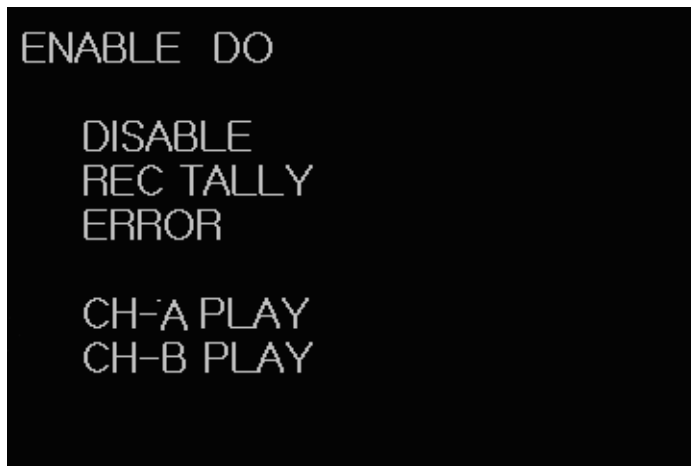 ENABLE DO
DISABLE
REC TALLY
ERROR
CH-A PLAY
CH-B PLAY